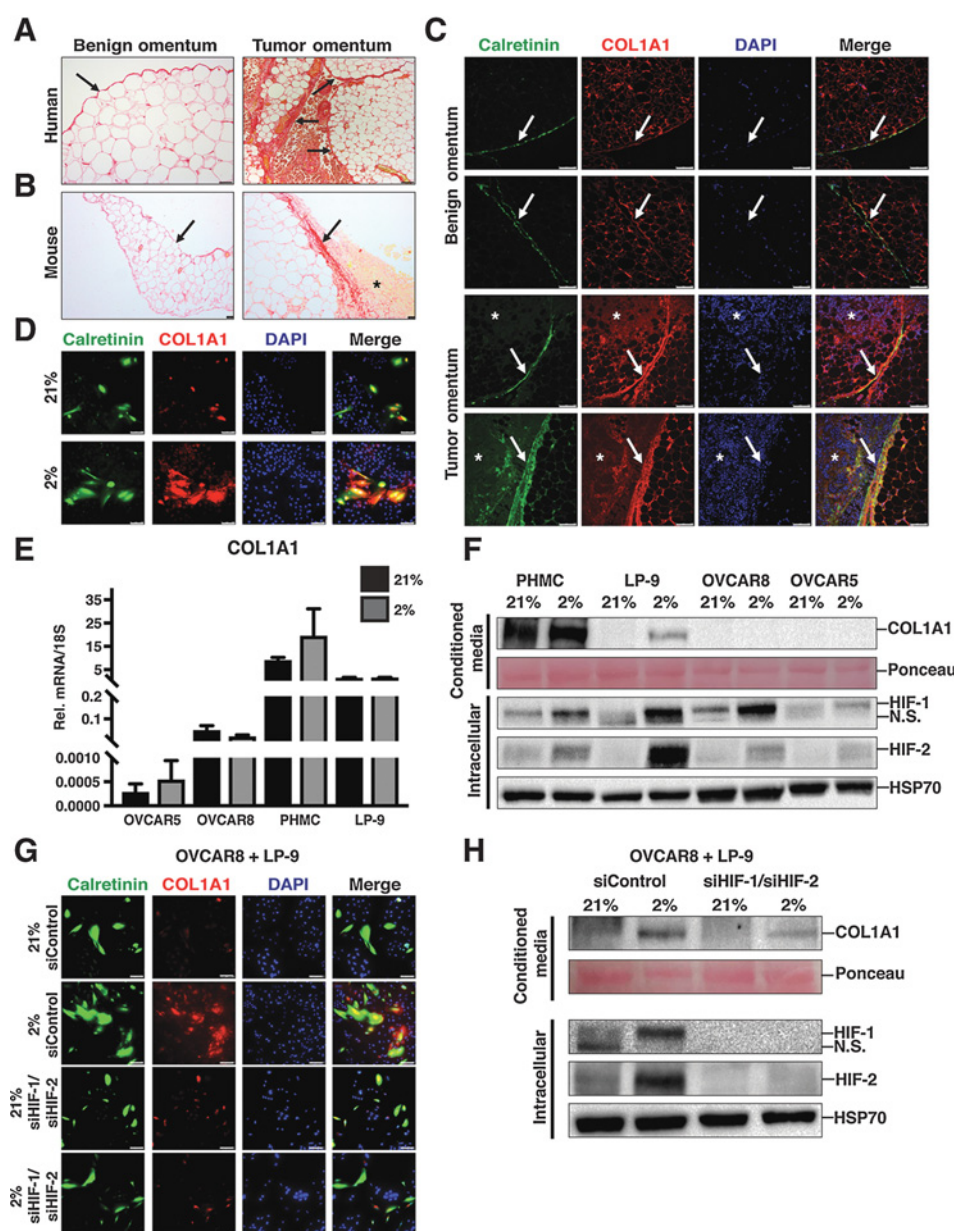 A
Benign omentum Tumor omentum
Human
B
Mouse
*
C
Calretinin COL1A1 DAPI Merge
Benign omentum
Tumor omentum
* * * *
* * * *
D
Calretinin COL1A1 DAPI Merge
21%
2%
E
COL1A1
21%
2%
Rel. mRNA/18S
35
25
15
5
0.2
0.1
0.0010
0.0005
0.0000
OVCAR5 OVCAR8 PHMC LP-9
F
PHMC LP-9 OVCAR8 OVCAR5
21% 2% 21% 2% 21% 2% 21% 2%
Conditioned media
COL1A1
Ponceau
Intracellular
HIF-1
N.S.
HIF-2
HSP70
G
OVCAR8 + LP-9
Calretinin COL1A1 DAPI Merge
21%
siControl
2%
siControl
21%
siHIF-1/
siHIF-2
2%
siHIF-1/
siHIF-2
H
OVCAR8 + LP-9
siControl siHIF-1/siHIF-2
21% 2% 21% 2%
Conditioned media
COL1A1
Ponceau
Intracellular
HIF-1
N.S.
HIF-2
HSP70